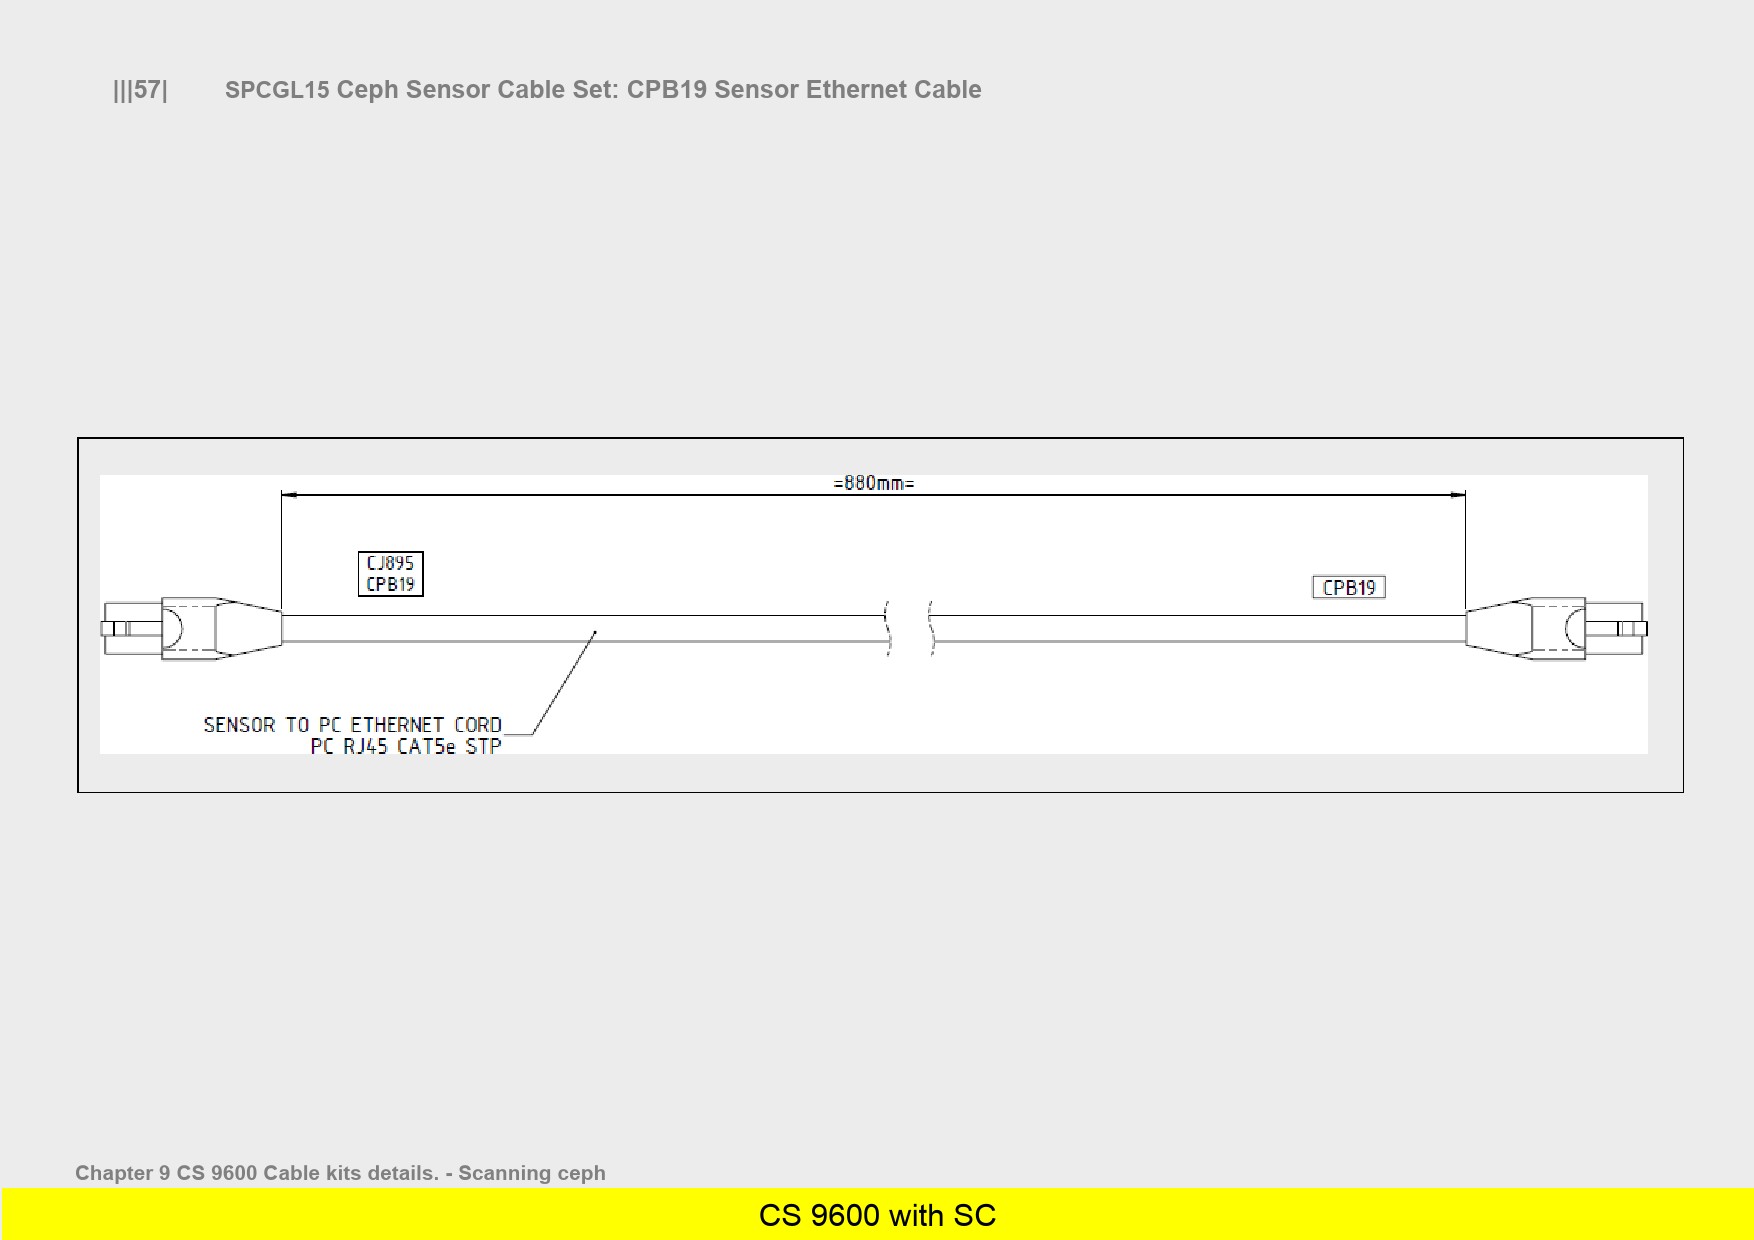 |||57| SPCGL15 Ceph Sensor Cable Set: CPB19 Sensor Ethernet Cable
=880mm=
CJ895
CPB19
CPB19
SENSOR TO PC ETHERNET CORD
PC RJ45 CAT5e STP
Chapter 9 CS 9600 Cable kits details. - Scanning ceph
CS 9600 with SC